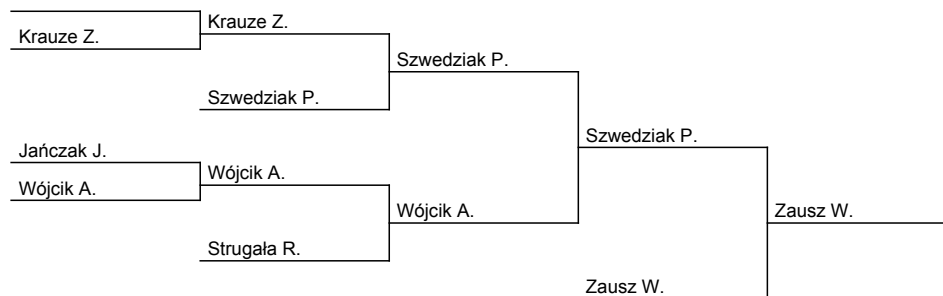 Krauze Z.
Krauze Z.
Szwedziak P.
Szwedziak P.
Szwedziak P.
Jańczak J.
Wójcik A.
Wójcik A.
Wójcik A.
Zausz W.
Strugała R.
Zausz W.